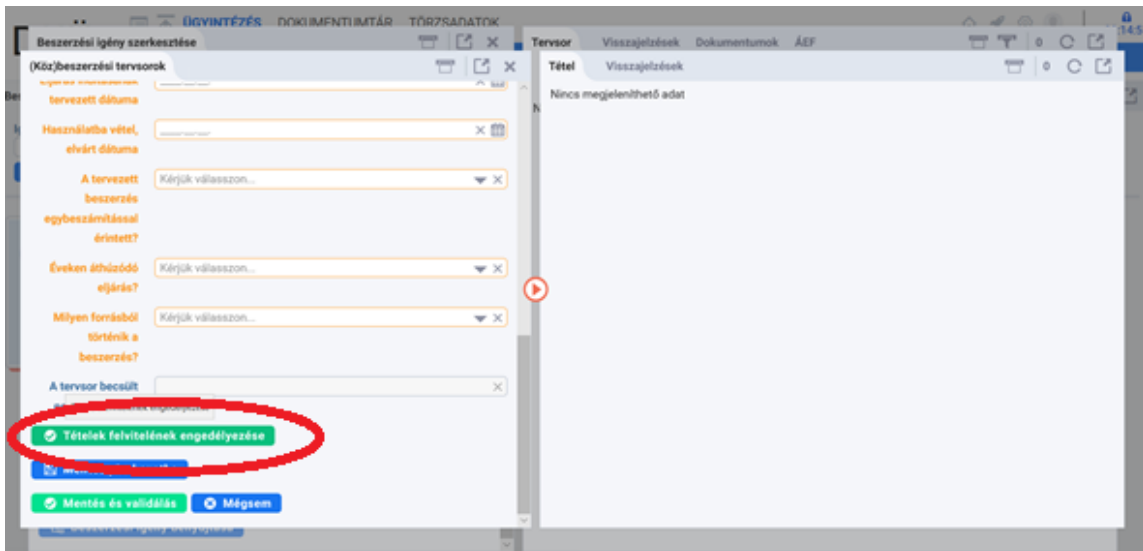 ÜGYINTÉZÉS DOKUMENTUMTÁR TÖRZSADATOK
Beszerzési igény szerkesztése
Tervsor Visszajelzések Dokumentumok ÁEF 0
(Köz)beszerzési tervsorok
Tétel Visszajelzések 0
Nincs megjeleníthető adat
tervezett dátuma
Használatba vétel,
elvárt dátuma
A tervezett Kérjük válasszon...
beszerzés
egybeszámítással
érintett?
Éveken áthúzódó Kérjük válasszon...
eljárás?
Milyen forrásból Kérjük válasszon...
történik a
beszerzés?
A tervsor becsült
Tételek felvitelének engedélyezése
Mentés és validálás Mégsem